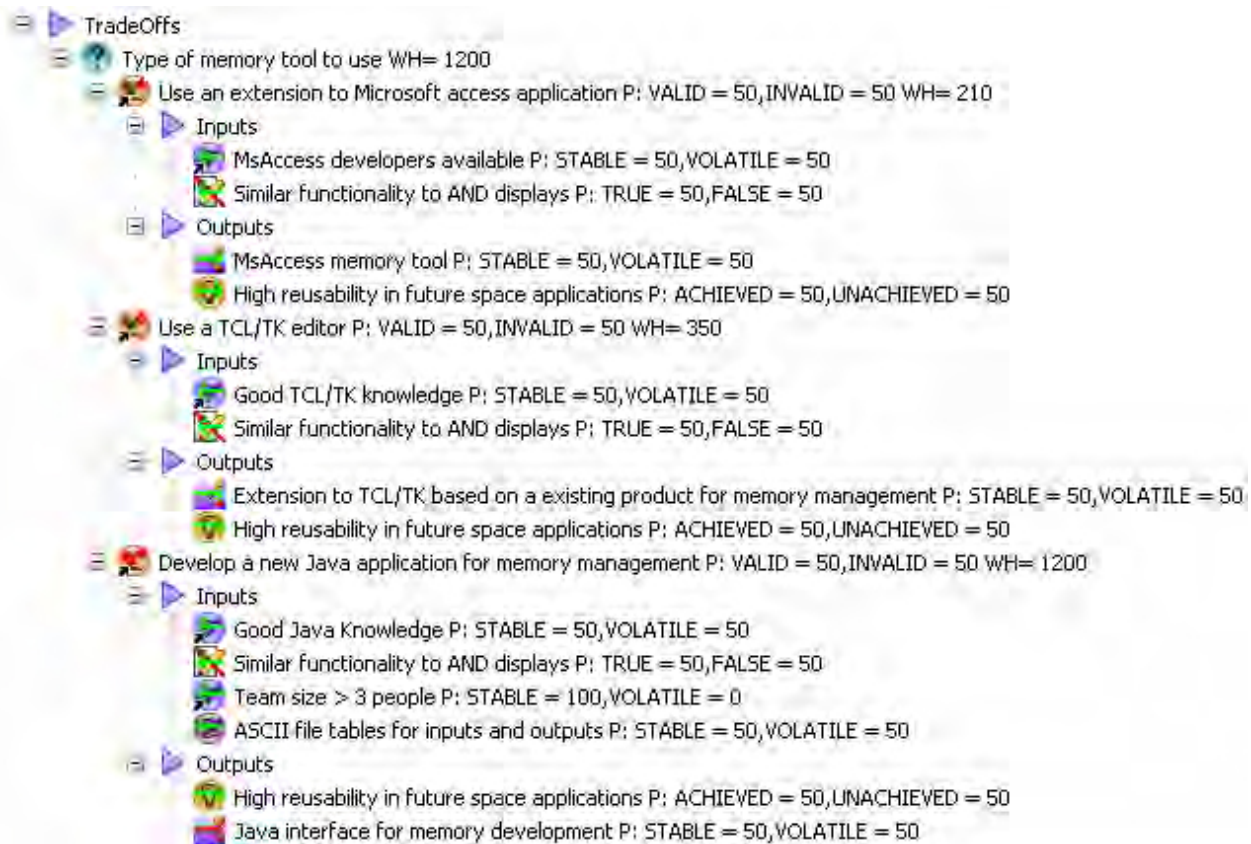 TradeOffs
Type of memory tool to use WH= 1200
Use an extension to Microsoft access application P: VALID = 50,INVALID = 50 WH= 210
Inputs
MsAccess developers available P: STABLE = 50,VOLATILE = 50
Similar functionality to AND displays P: TRUE = 50,FALSE = 50
Outputs
MsAccess memory tool P: STABLE = 50,VOLATILE = 50
High reusability in future space applications P: ACHIEVED = 50,UNACHIEVED = 50
Use a TCL/TK editor P: VALID = 50,INVALID = 50 WH= 350
Inputs
Good TCL/TK knowledge P: STABLE = 50,VOLATILE = 50
Similar functionality to AND displays P: TRUE = 50,FALSE = 50
Outputs
Extension to TCL/TK based on a existing product for memory management P: STABLE = 50,VOLATILE = 50
High reusability in future space applications P: ACHIEVED = 50,UNACHIEVED = 50
Develop a new Java application for memory management P: VALID = 50,INVALID = 50 WH= 1200
Inputs
Good Java Knowledge P: STABLE = 50,VOLATILE = 50
Similar functionality to AND displays P: TRUE = 50,FALSE = 50
Team size > 3 people P: STABLE = 100,VOLATILE = 0
ASCII file tables for inputs and outputs P: STABLE = 50,VOLATILE = 50
Outputs
High reusability in future space applications P: ACHIEVED = 50,UNACHIEVED = 50
Java interface for memory development P: STABLE = 50,VOLATILE = 50